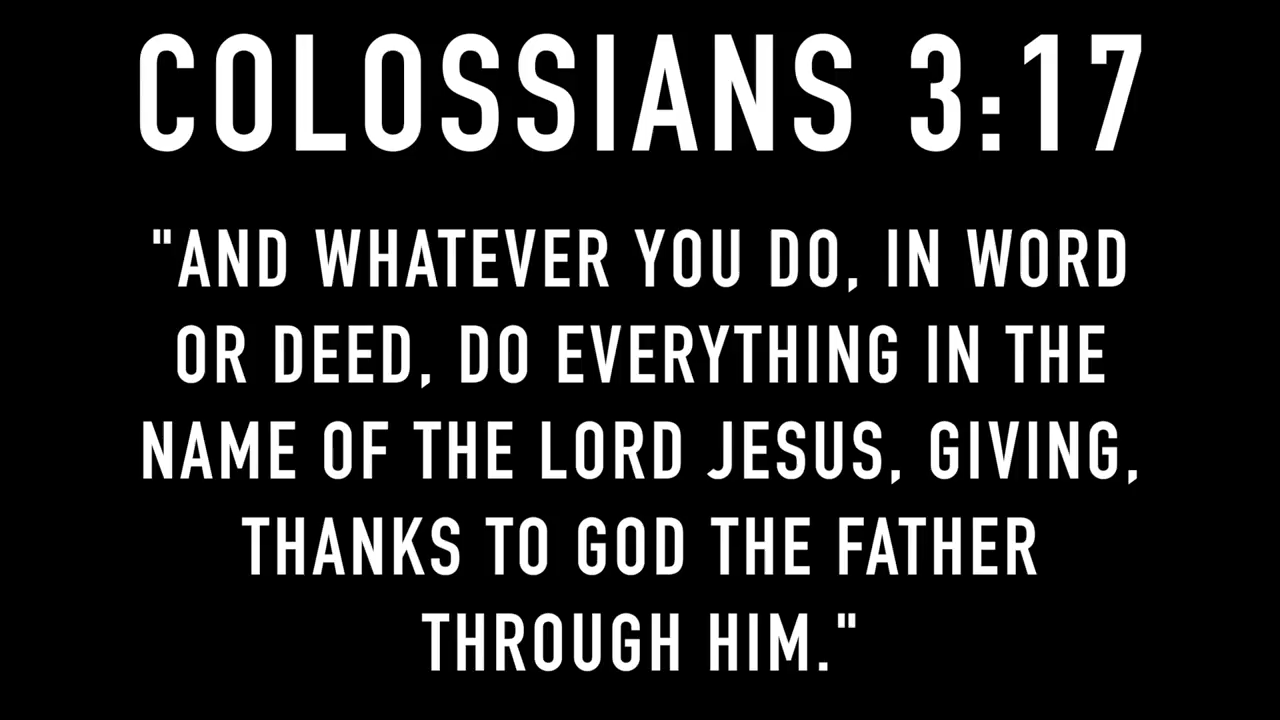 COLOSSIANS 3:17
"AND WHATEVER YOU DO, IN WORD
OR DEED, DO EVERYTHING IN THE
NAME OF THE LORD JESUS, GIVING,
THANKS TO GOD THE FATHER
THROUGH HIM."